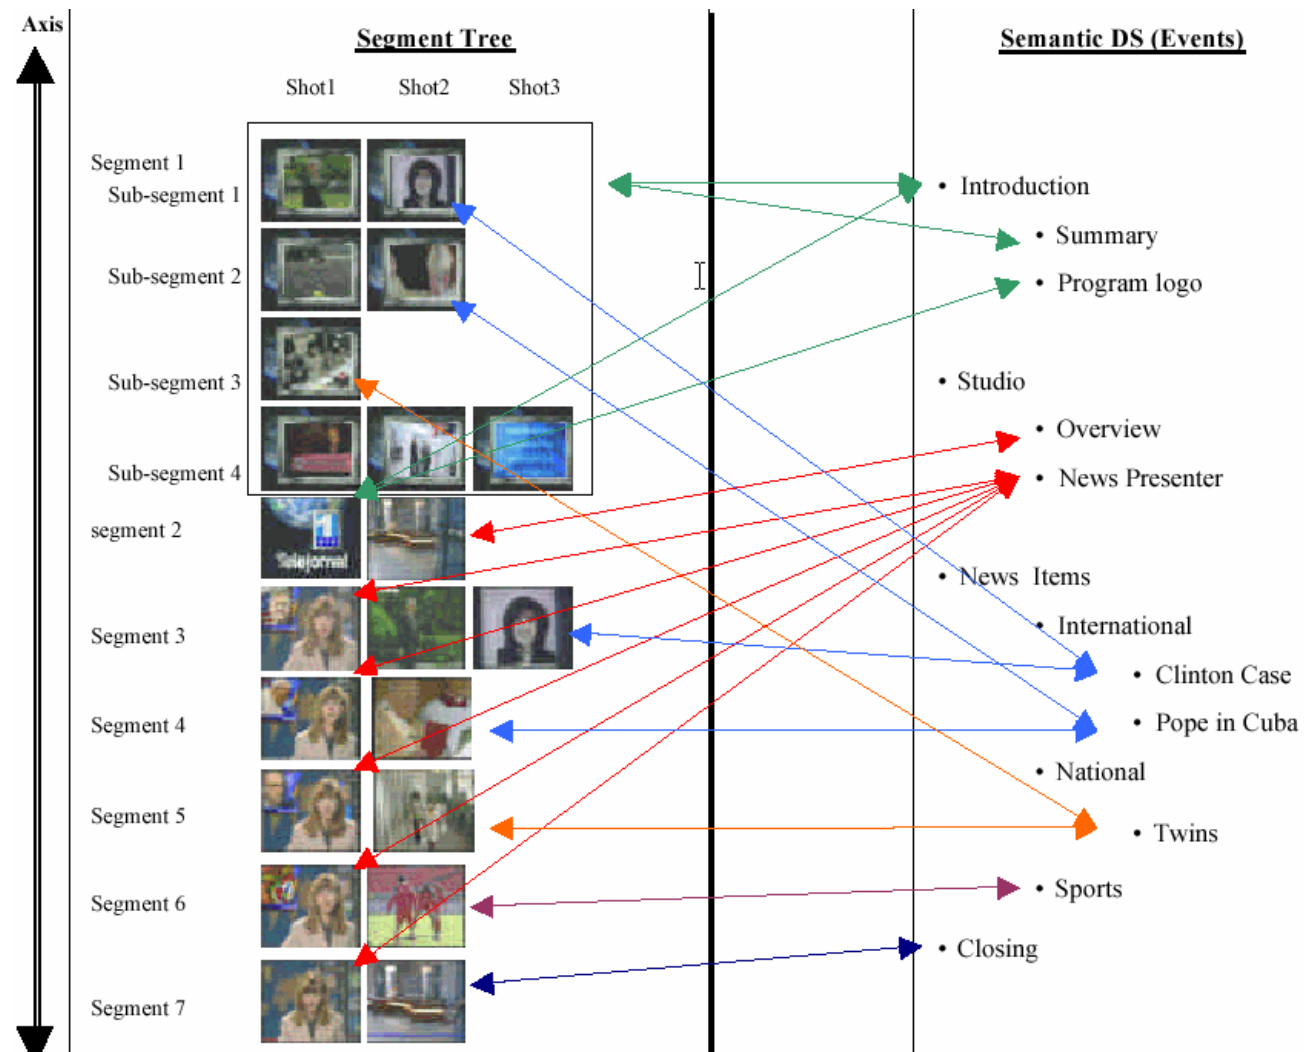 Axis
Segment Tree
Semantic DS (Events)
Shot1 Shot2 Shot3
Segment 1
Sub-segment 1
Sub-segment 2
Sub-segment 3
Sub-segment 4
segment 2
Segment 3
Segment 4
Segment 5
Segment 6
Segment 7
1
Telejornal
• Introduction
• Summary
• Program logo
• Studio
• Overview
• News Presenter
• News Items
• International
• Clinton Case
• Pope in Cuba
• National
• Twins
• Sports
• Closing